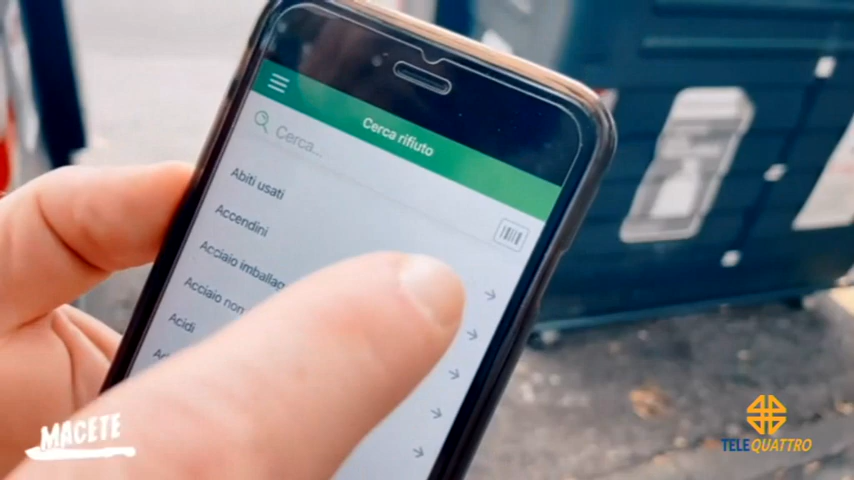 Cerca rifiuto
Cerca...
Abiti usati
Accendini
Acciaio imballag
Acciaio non
Acidi
MACETE
TELEQUATTRO